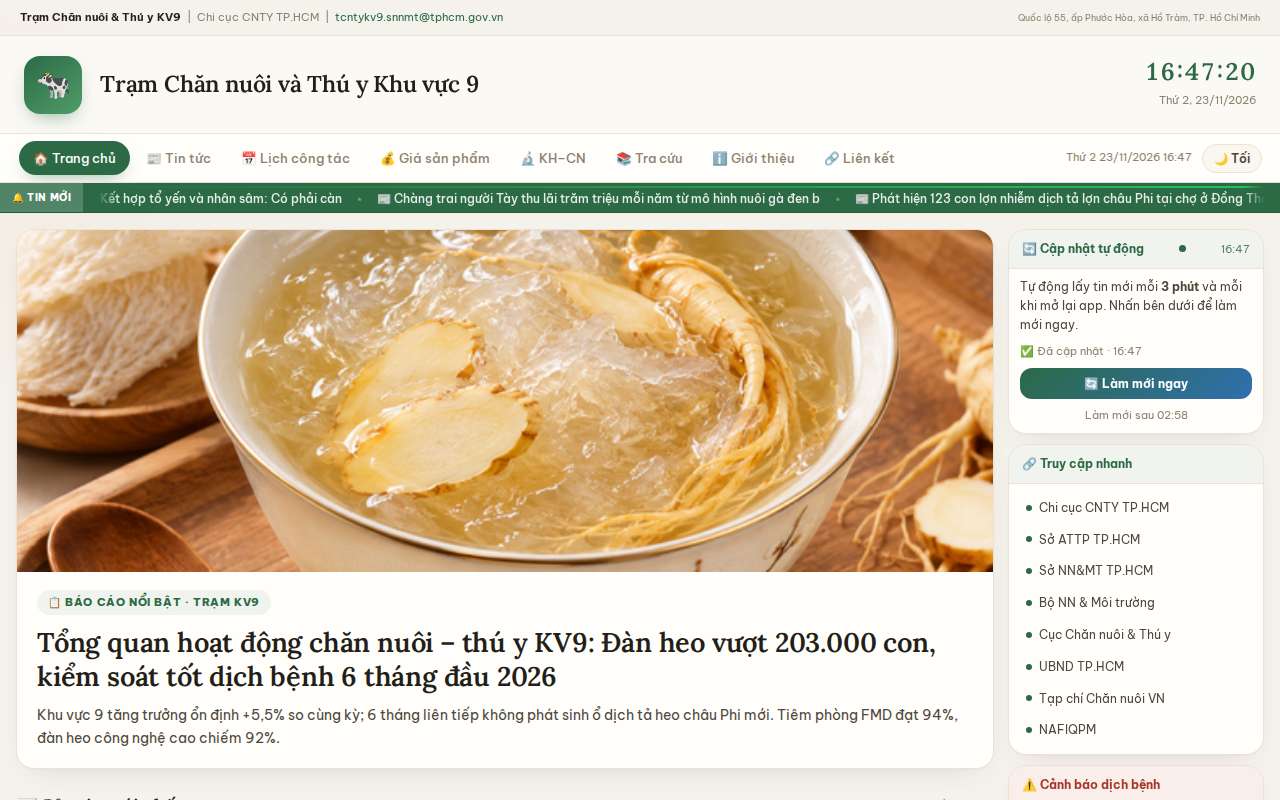 Trạm Chăn nuôi & Thú y KV9 | Chi cục CNTY TP.HCM | tcntykv9.snnmt@tphcm.gov.vn
Quốc lộ 55, ấp Phước Hòa, xã Hồ Tràm, TP. Hồ Chí Minh
Trạm Chăn nuôi và Thú y Khu vực 9
16:47:20
Thứ 2, 23/11/2026
Trang chủ
Tin tức
Lịch công tác
Giá sản phẩm
KH-CN
Tra cứu
Giới thiệu
Liên kết
Thứ 2 23/11/2026 16:47
Tối
TIN MỚI
Kết hợp tổ yến và nhân sâm: Có phải càn • Chàng trai người Tày thu lãi trăm triệu mỗi năm từ mô hình nuôi gà đen b • Phát hiện 123 con lợn nhiễm dịch tả lợn châu Phi tại chợ ở Đồng
Cập nhật tự động
16:47
Tự động lấy tin mới mỗi 3 phút và mỗi
khi mở lại app. Nhấn bên dưới để làm
mới ngay.
Đã cập nhật · 16:47
Làm mới ngay
Làm mới sau 02:58
Truy cập nhanh
Chi cục CNTY TP.HCM
Sở ATTP TP.HCM
Sở NN&MT TP.HCM
Bộ NN & Môi trường
Cục Chăn nuôi & Thú y
UBND TP.HCM
Tạp chí Chăn nuôi VN
NAFIQPM
Cảnh báo dịch bệnh
BÁO CÁO NỔI BẬT · TRẠM KV9
Tổng quan hoạt động chăn nuôi – thú y KV9: Đàn heo vượt 203.000 con,
kiểm soát tốt dịch bệnh 6 tháng đầu 2026
Khu vực 9 tăng trưởng ổn định +5,5% so cùng kỳ; 6 tháng liên tiếp không phát sinh ổ dịch tả heo châu Phi mới. Tiêm phòng FMD đạt 94%,
đàn heo công nghệ cao chiếm 92%.